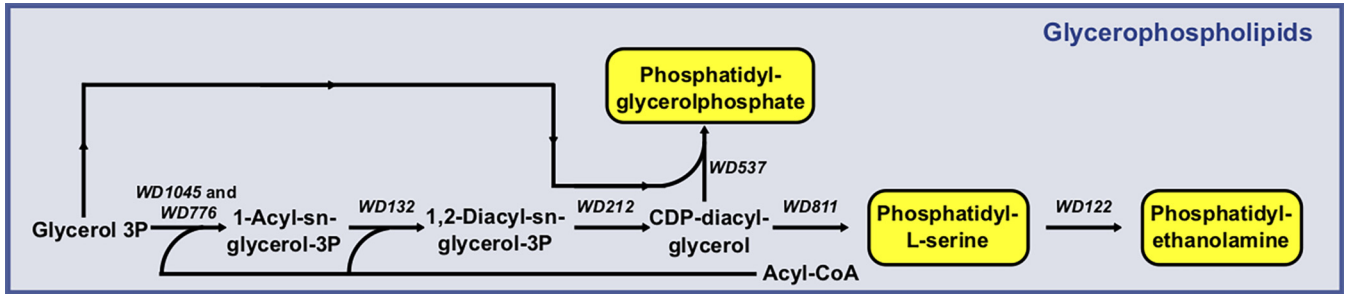 Glycerophospholipids
Phosphatidyl-
glycerolphosphate
WD537
WD1045 and
WD776
Glycerol 3P
1-Acyl-sn-
glycerol-3P
WD132
1,2-Diacyl-sn-
glycerol-3P
WD212
CDP-diacyl-
glycerol
WD811
Phosphatidyl-
L-serine
WD122
Phosphatidyl-
ethanolamine
Acyl-CoA